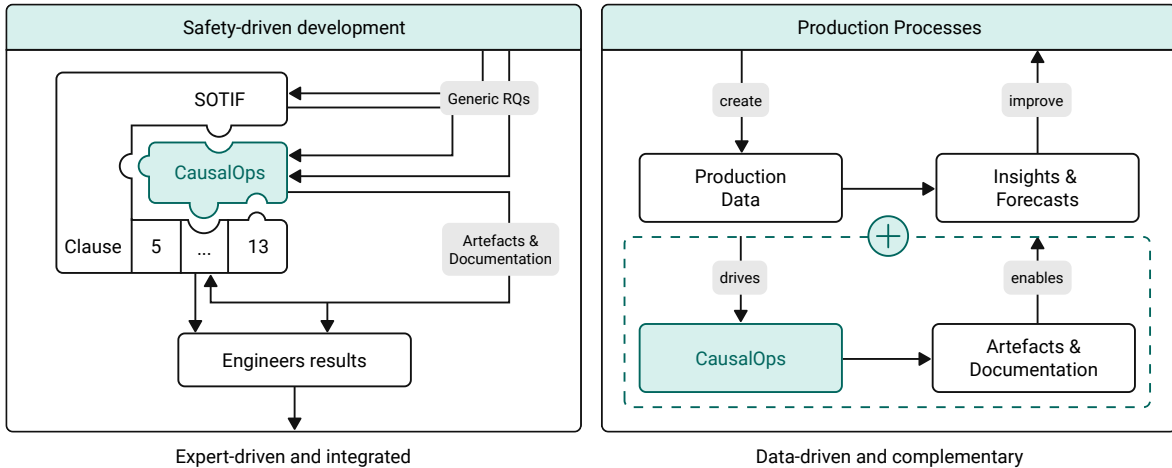 Safety-driven development
SOTIF
Generic RQs
CausalOps
Clause
5
...
13
Artefacts &
Documentation
Engineers results
Expert-driven and integrated
Production Processes
create
improve
Production
Data
Insights &
Forecasts
drives
enables
CausalOps
Artefacts &
Documentation
Data-driven and complementary